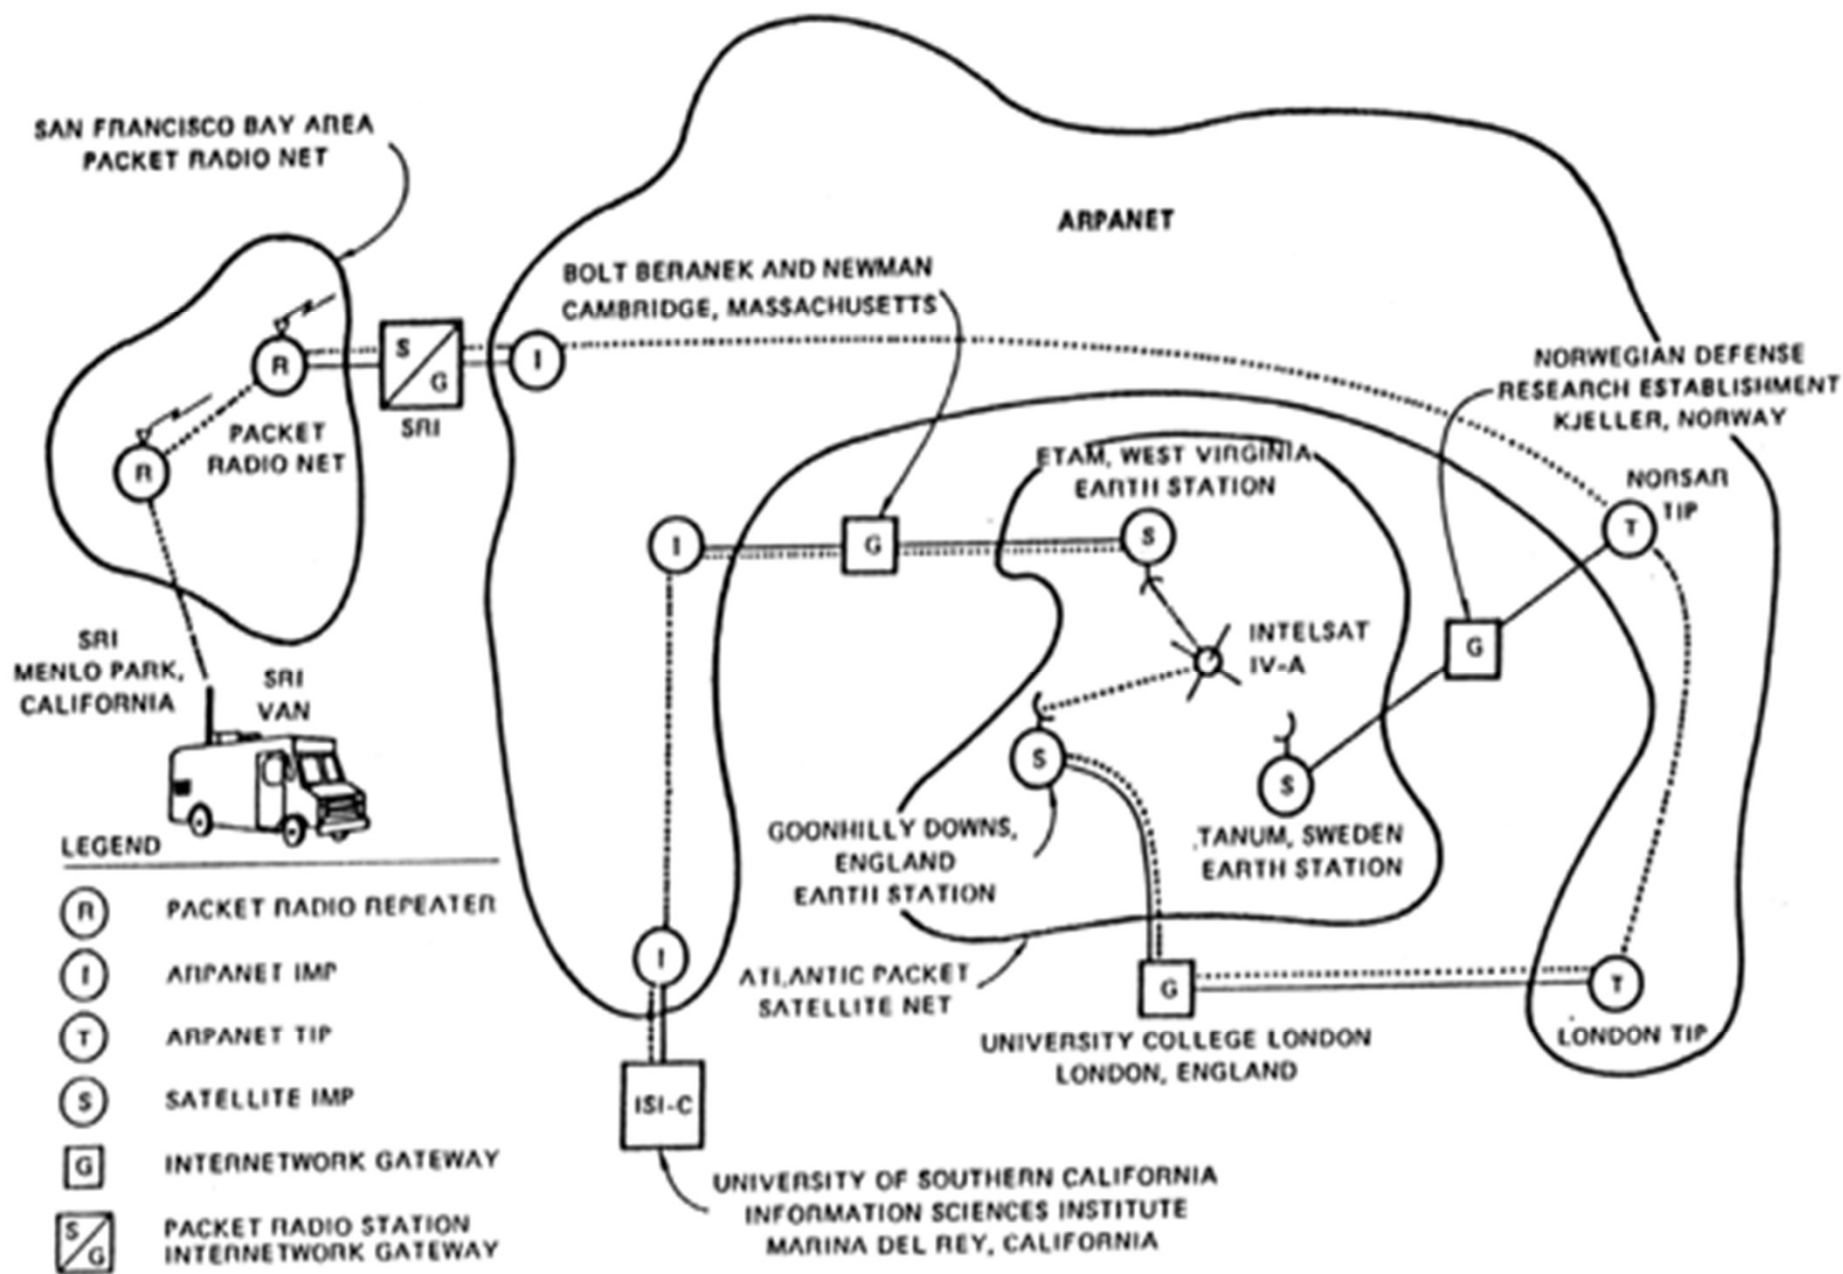 SAN FRANCISCO BAY AREA
PACKET RADIO NET
ARPANET
BOLT BERANEK AND NEWMAN
CAMBRIDGE, MASSACHUSETTS
NORWEGIAN DEFENSE
RESEARCH ESTABLISHMENT
KJELLER, NORWAY
R
S
G
I
SRI
PACKET
RADIO NET
R
ETAM, WEST VIRGINIA
EARTH STATION
NORSAR
TIP
T
I
G
S
INTELSAT
IV-A
G
SRI
MENLO PARK,
CALIFORNIA
SRI
VAN
S
S
GOONHILLY DOWNS,
ENGLAND
EARTH STATION
TANUM, SWEDEN
EARTH STATION
I
ATLANTIC PACKET
SATELLITE NET
G
T
LONDON TIP
UNIVERSITY COLLEGE LONDON
LONDON, ENGLAND
ISI-C
UNIVERSITY OF SOUTHERN CALIFORNIA
INFORMATION SCIENCES INSTITUTE
MARINA DEL REY, CALIFORNIA
LEGEND
R PACKET RADIO REPEATER
I ARPANET IMP
T ARPANET TIP
S SATELLITE IMP
G INTERNETWORK GATEWAY
S PACKET RADIO STATION
G INTERNETWORK GATEWAY